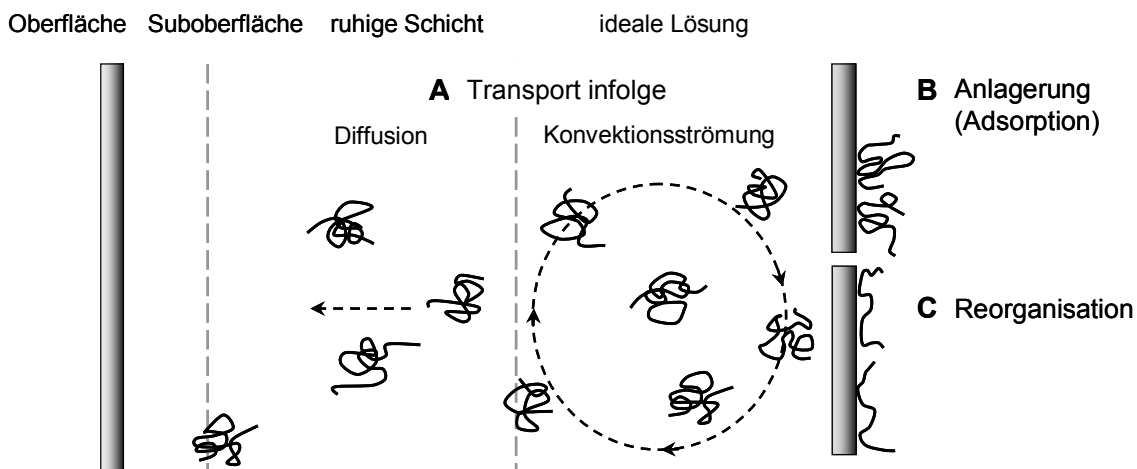 Oberfläche Suboberfläche ruhige Schicht ideale Lösung
A Transport infolge
Diffusion Konvektionsströmung
B Anlagerung
(Adsorption)
C Reorganisation